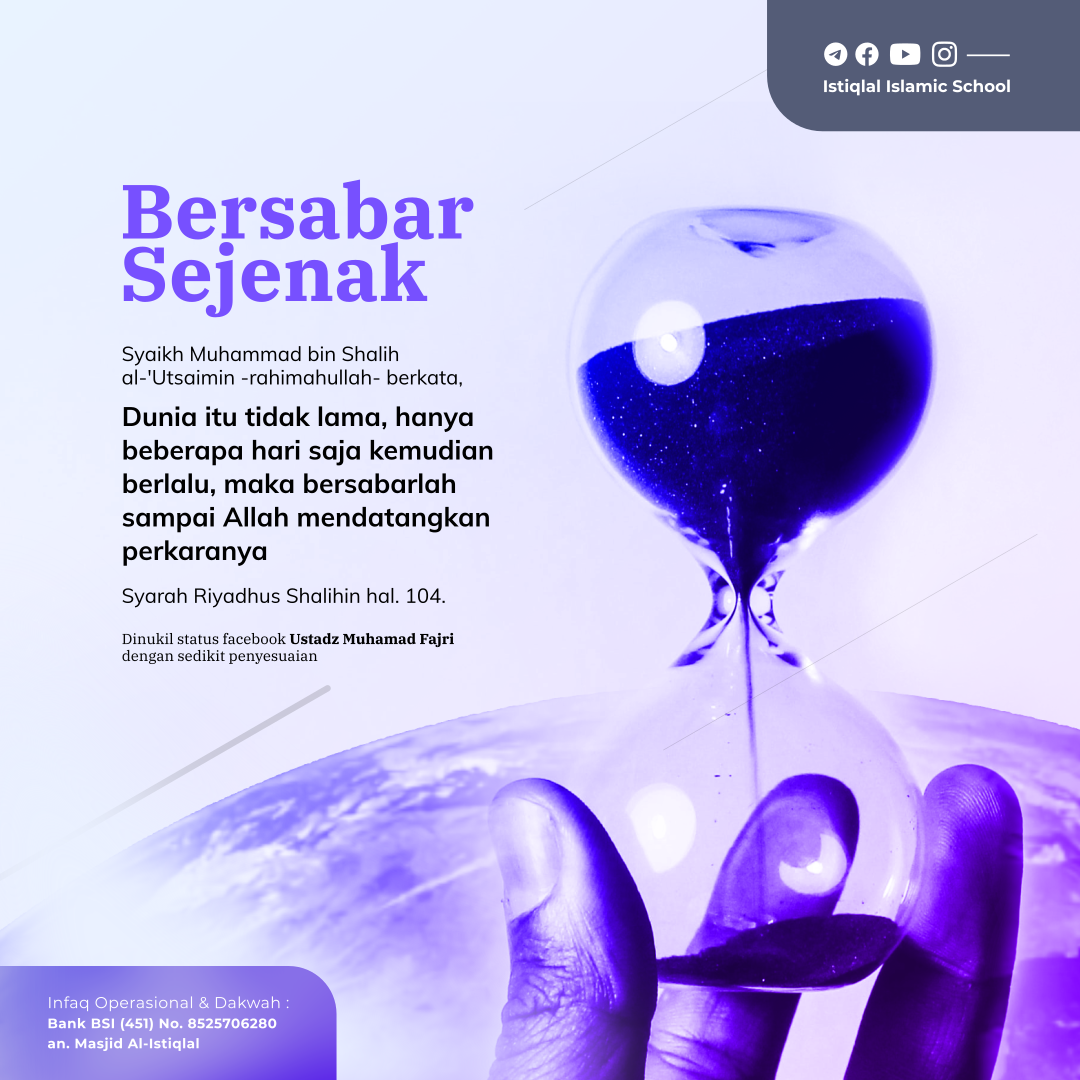 Istiqlal Islamic School
Bersabar
Sejenak
Syaikh Muhammad bin Shalih
al-'Utsaimin -rahimahullah- berkata,
Dunia itu tidak lama, hanya
beberapa hari saja kemudian
berlalu, maka bersabarlah
sampai Allah mendatangkan
perkaranya
Syarah Riyadhus Shalihin hal. 104.
Dinukil status facebook Ustadz Muhamad Fajri
dengan sedikit penyesuaian
Infaq Operasional & Dakwah :
Bank BSI (451) No. 8525706280
an. Masjid Al-Istiqlal